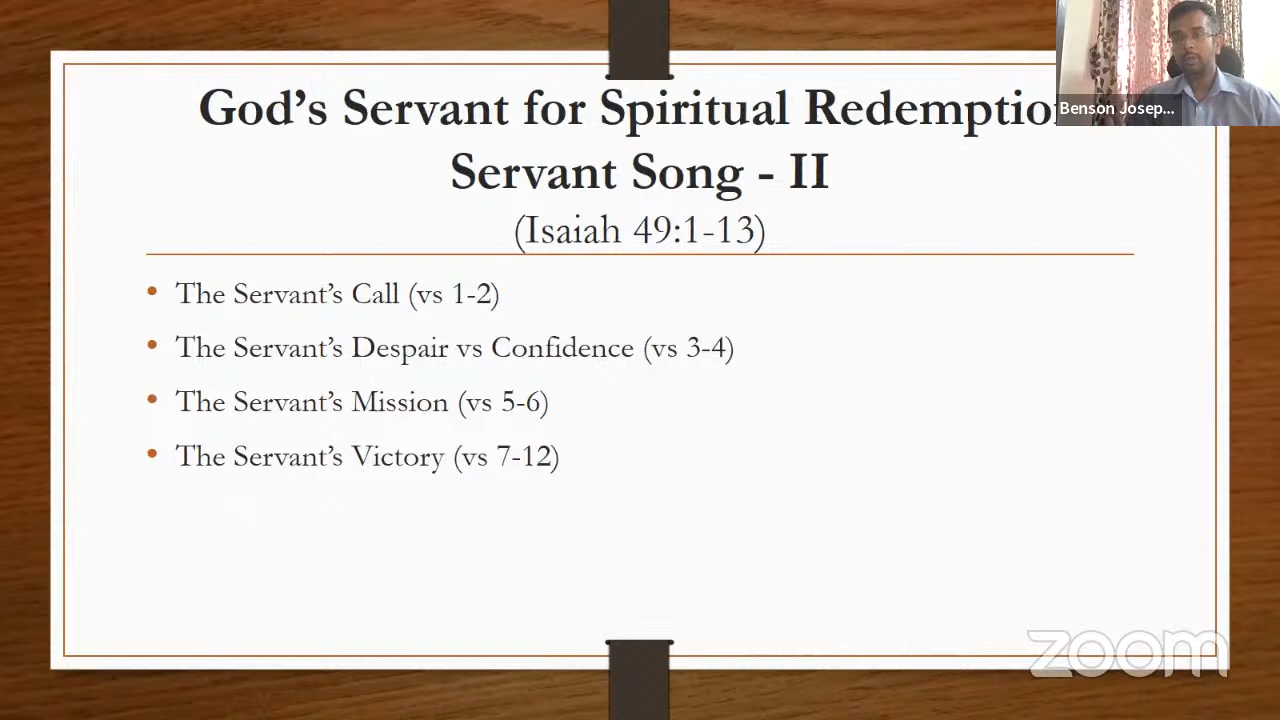 God’s Servant for Spiritual Redemptio
Servant Song - II
(Isaiah 49:1-13)
• The Servant’s Call (vs 1-2)
• The Servant’s Despair vs Confidence (vs 3-4)
• The Servant’s Mission (vs 5-6)
• The Servant’s Victory (vs 7-12)
Benson Josep...
zoom